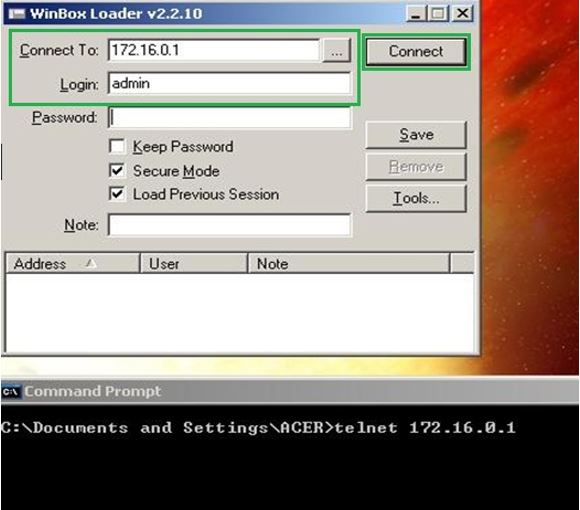 WinBox Loader v2.2.10
Connect To: 172.16.0.1 ... Connect
Login: admin
Password:
Keep Password Save
Secure Mode Remove
Load Previous Session Tools...
Note:
Address User Note
Command Prompt
C:\Documents and Settings\ACER>telnet 172.16.0.1